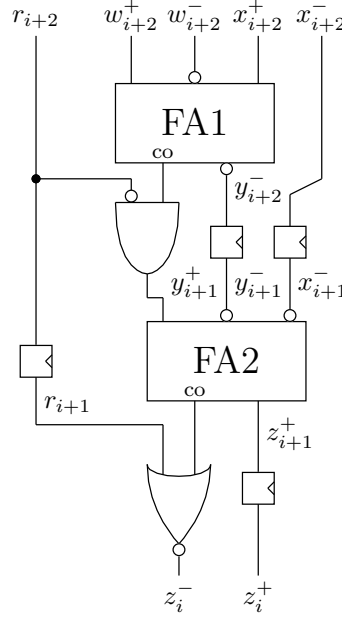 r_{i+2} w^+_{i+2} w^-_{i+2} x^+_{i+2} x^-_{i+2}
FA1
co
y^-_{i+2}
y^+_{i+1} y^-_{i+1} x^-_{i+1}
FA2
co
r_{i+1} z^+_{i+1}
z^-_i z^+_i